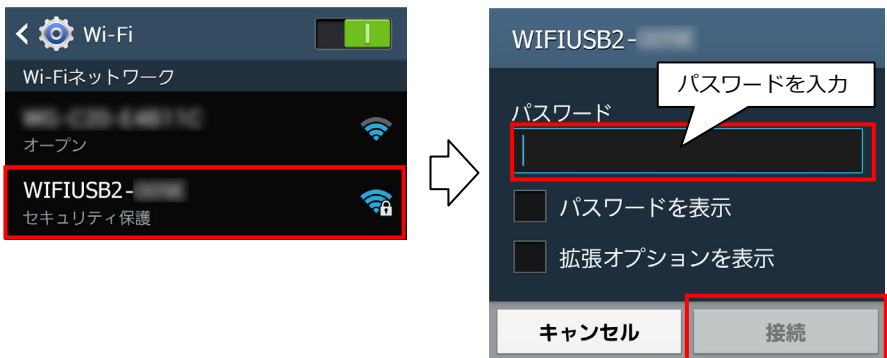 Wi-Fi
Wi-Fiネットワーク
オープン
WIFIUSB2-
セキュリティ保護
WIFIUSB2-
パスワードを入力
パスワード
パスワードを表示
拡張オプションを表示
キャンセル
接続